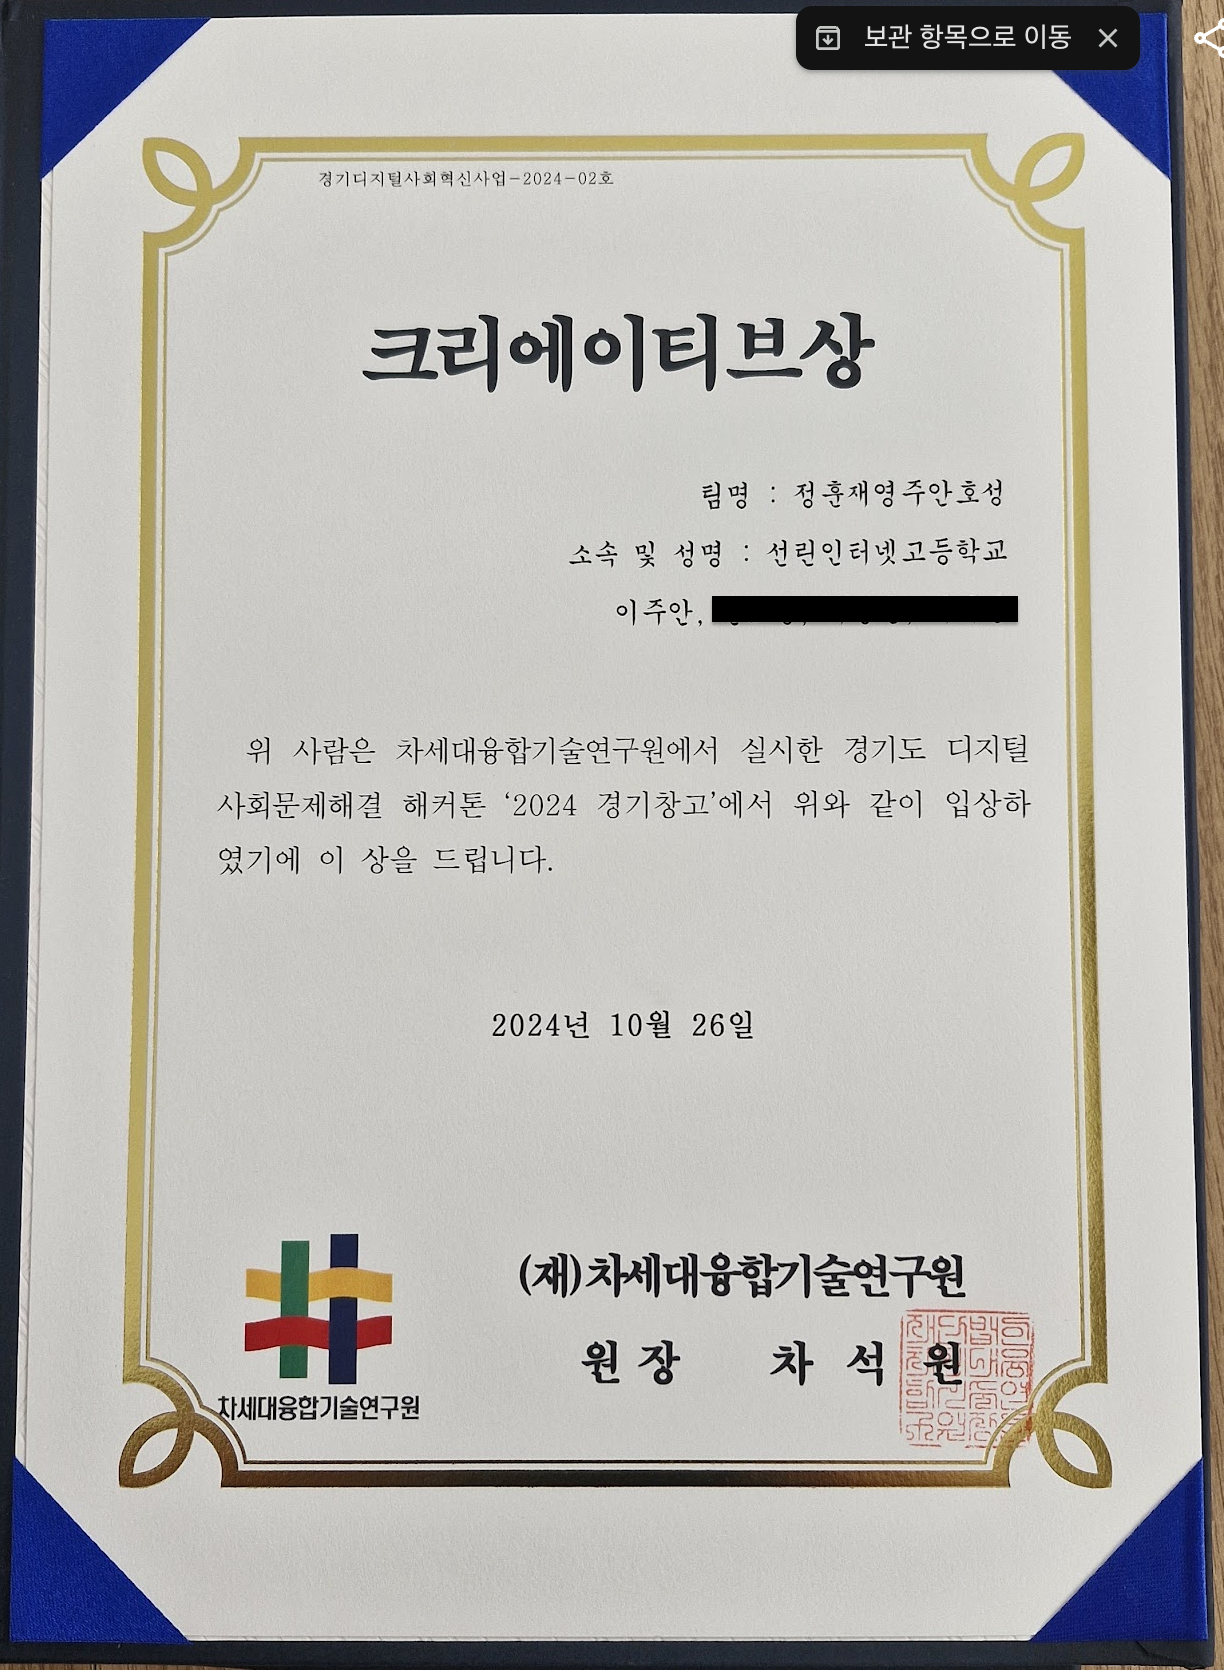 보관 항목으로 이동
경기디지털사회혁신사업-2024-02호
크리에이티브상
팀명 : 정훈재영주안호성
소속 및 성명 : 선린인터넷고등학교
이주안,
위 사람은 차세대융합기술연구원에서 실시한 경기도 디지털
사회문제해결 해커톤 ‘2024 경기창고’에서 위와 같이 입상하
였기에 이 상을 드립니다.
2024년 10월 26일
(재)차세대융합기술연구원
원장 차 석 원
차세대융합기술연구원